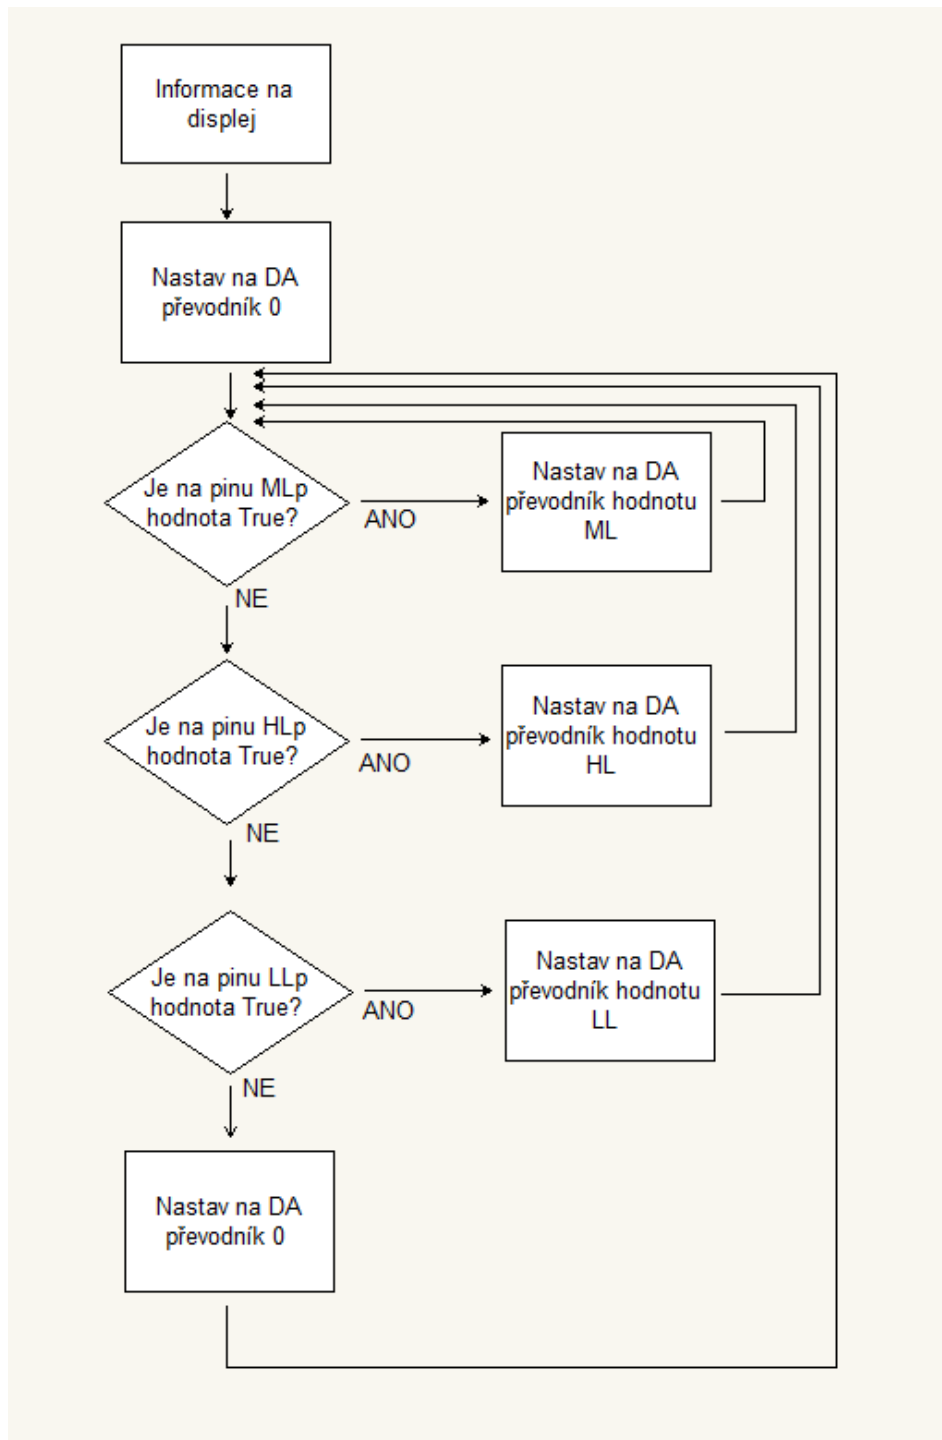 Informace na
displej
Nastav na DA
převodník 0
Je na pinu MLp
hodnota True?
ANO
Nastav na DA
převodník hodnotu
ML
NE
Je na pinu HLp
hodnota True?
ANO
Nastav na DA
převodník hodnotu
HL
NE
Je na pinu LLp
hodnota True?
ANO
Nastav na DA
převodník hodnotu
LL
NE
Nastav na DA
převodník 0